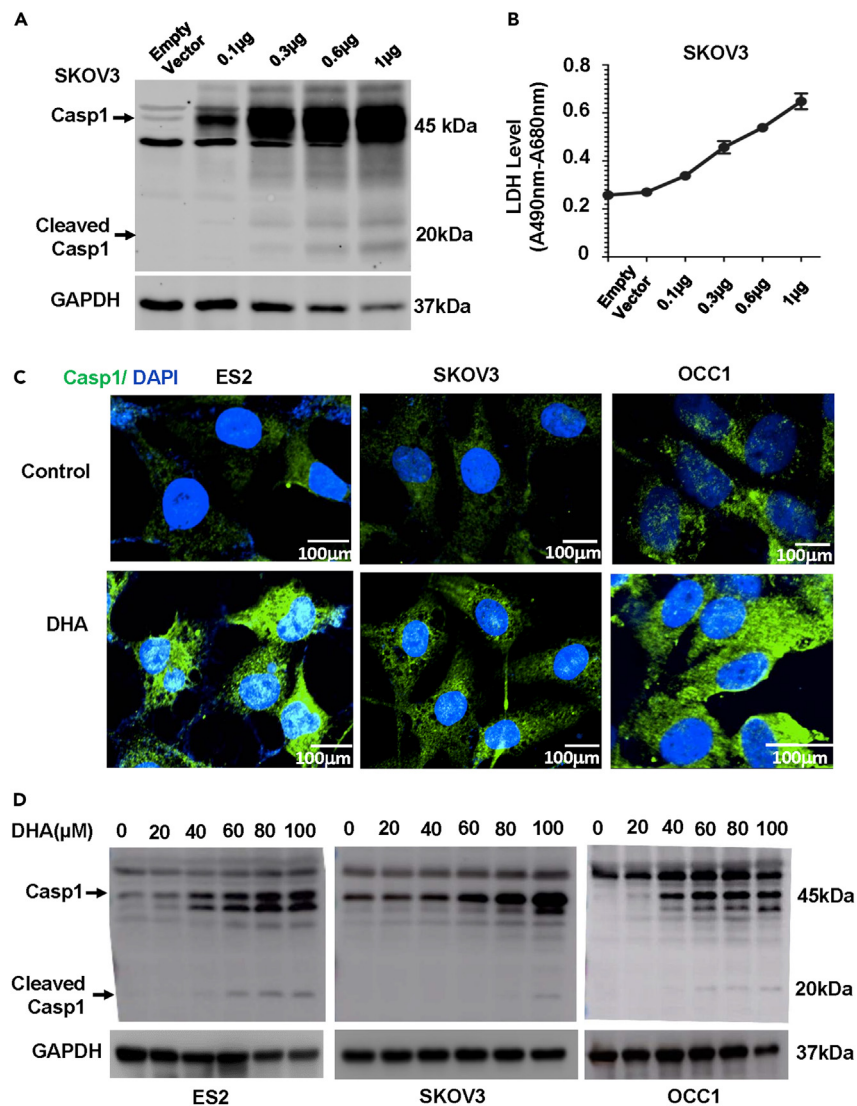 A
Empty
Vector
0.1µg
0.3µg
0.6µg
1µg
SKOV3
Casp1
45 kDa
Cleaved
Casp1
20kDa
GAPDH
37kDa
B
SKOV3
LDH Level
(A490nm-A680nm)
0.8
0.6
0.4
0.2
0
Empty
Vector
0.1µg
0.3µg
0.6µg
1µg
C
Casp1/ DAPI
ES2
SKOV3
OCC1
Control
100µm
100µm
100µm
DHA
100µm
100µm
100µm
D
DHA(µM)
0 20 40 60 80 100
0 20 40 60 80 100
0 20 40 60 80 100
Casp1
45kDa
Cleaved
Casp1
20kDa
GAPDH
37kDa
ES2
SKOV3
OCC1